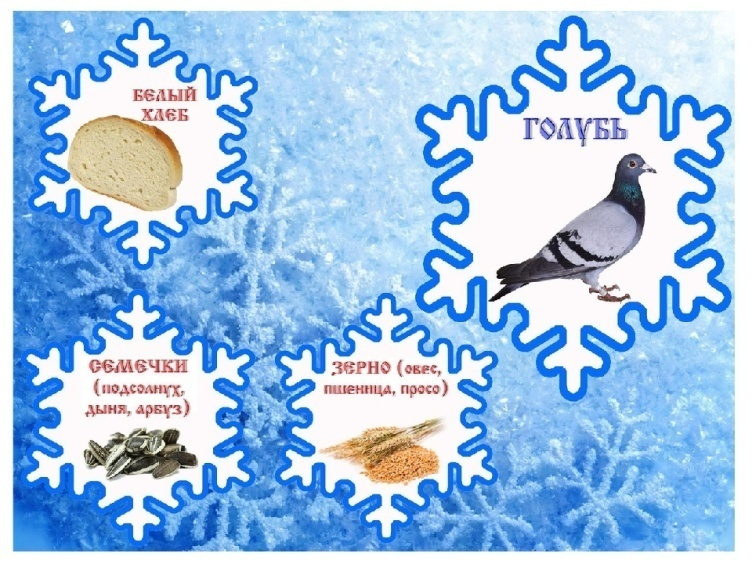 БЕЛЫЙ
ХЛЕБ
ГОЛУБЬ
СЕМЕЧКИ
(подсолнух,
дыня, арбуз)
ЗЕРНО (овес,
пшеница, просо)